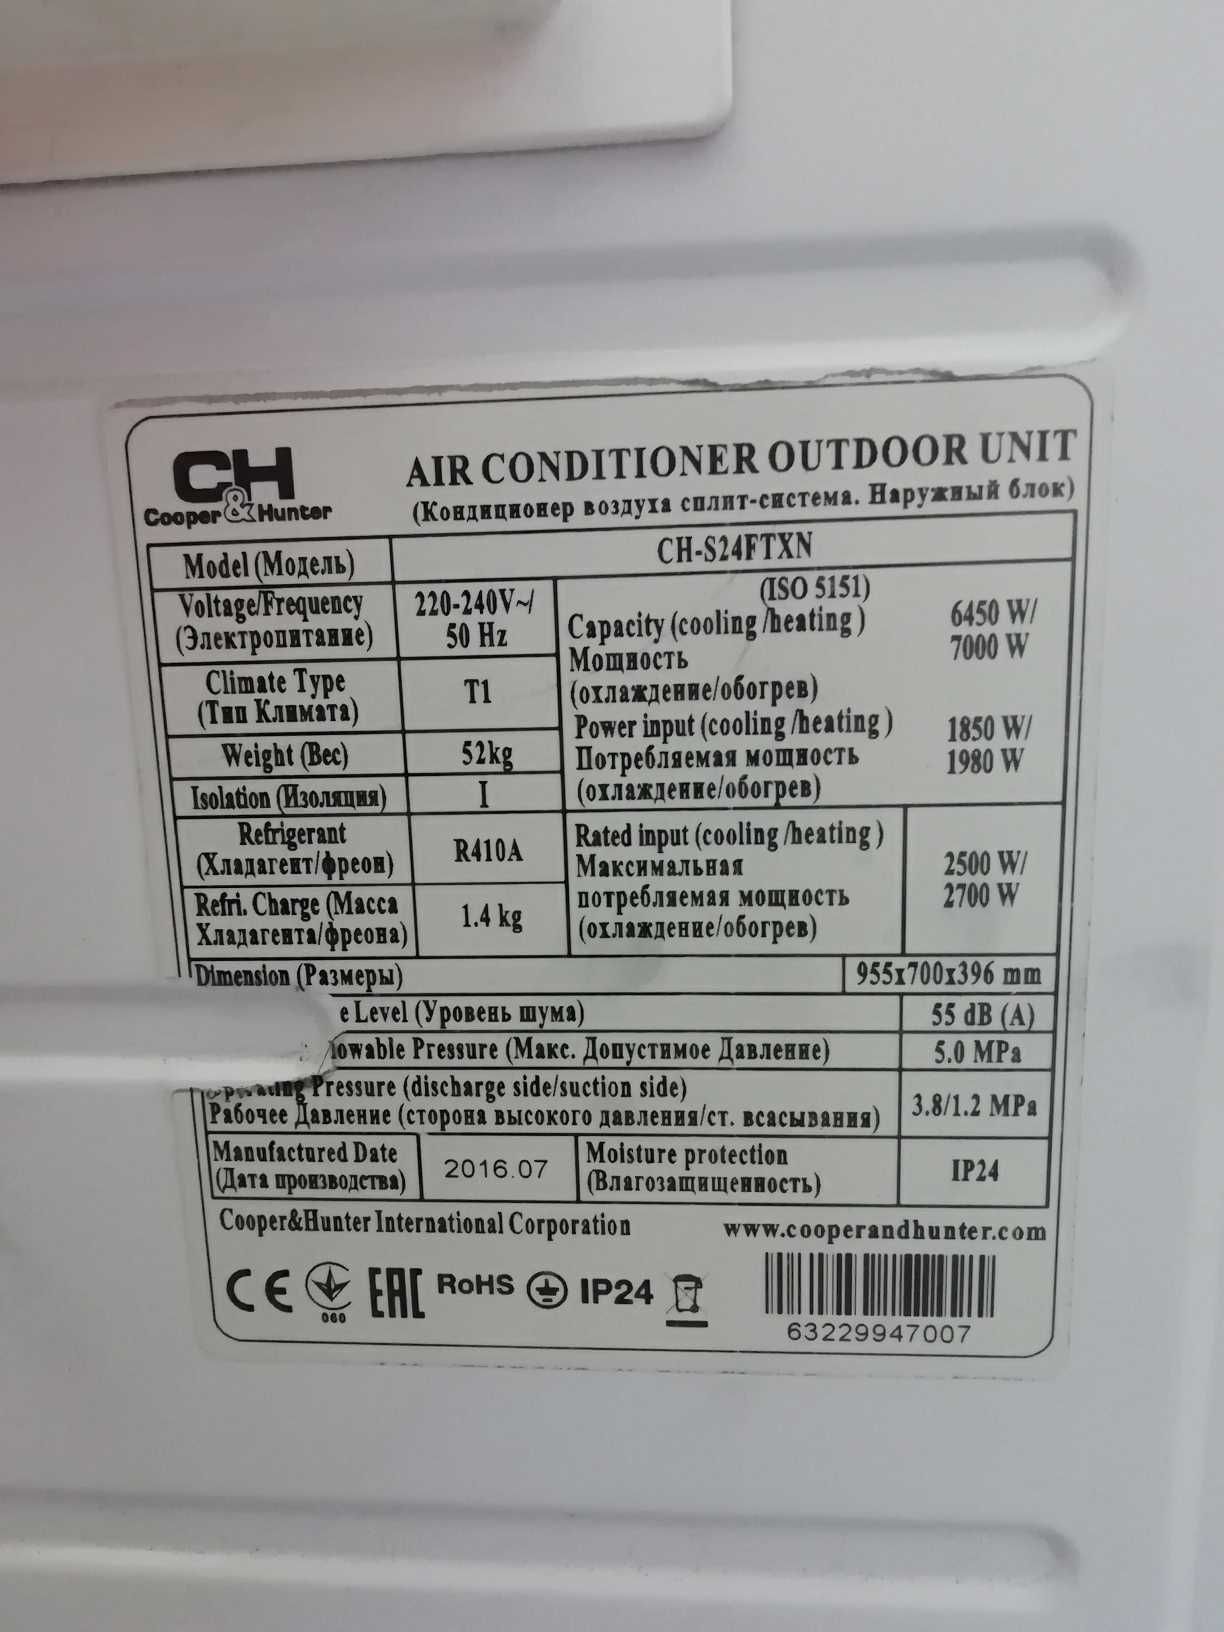 CH
Cooper & Hunter
AIR CONDITIONER OUTDOOR UNIT
(Кондиционер воздуха сплит-система. Наружный блок)
Model (Модель)
CH-S24FTXN
Voltage/Frequency
(Электропитание)
220-240V~/
50 Hz
Climate Type
(Тип Климата)
T1
Weight (Вес)
52kg
Isolation (Изоляция)
I
Refrigerant
(Хладагент/фреон)
R410A
Refri. Charge (Масса
Хладагента/фреона)
1.4 kg
(ISO 5151)
Capacity (cooling /heating )
Мощность
(охлаждение/обогрев)
6450 W/
7000 W
Power input (cooling /heating )
Потребляемая мощность
(охлаждение/обогрев)
1850 W/
1980 W
Rated input (cooling /heating )
Максимальная
потребляемая мощность
(охлаждение/обогрев)
2500 W/
2700 W
Dimension (Размеры)
955x700x396 mm
e Level (Уровень шума)
55 dB (A)
lowable Pressure (Макс. Допустимое Давление)
5.0 MPa
Operating Pressure (discharge side/suction side)
Рабочее Давление (сторона высокого давления/ст. всасывания)
3.8/1.2 MPa
Manufactured Date
(Дата производства)
2016.07
Moisture protection
(Влагозащищенность)
IP24
Cooper&Hunter International Corporation
www.cooperandhunter.com
CE
060
EAC
RoHS
IP24
63229947007